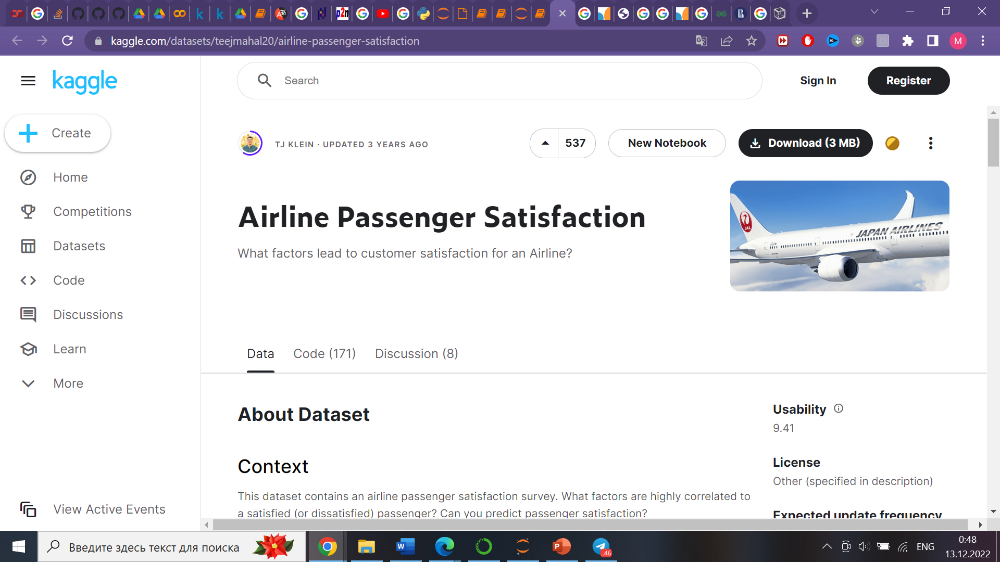 p2n
kaggle.com/datasets/teejmahal20/airline-passenger-satisfaction
M
kaggle
Search
Sign In
Register
Create
TJ KLEIN · UPDATED 3 YEARS AGO
537
New Notebook
Download (3 MB)
Home
Competitions
Datasets
Code
Discussions
Learn
More
View Active Events
Airline Passenger Satisfaction
What factors lead to customer satisfaction for an Airline?
JAL
JAPAN AIRLINES
Data
Code (171)
Discussion (8)
About Dataset
Context
This dataset contains an airline passenger satisfaction survey. What factors are highly correlated to
a satisfied (or dissatisfied) passenger? Can you predict passenger satisfaction?
Usability
9.41
License
Other (specified in description)
Expected update frequency
Введите здесь текст для поиска
W
P
..46
ENG
0:48
13.12.2022